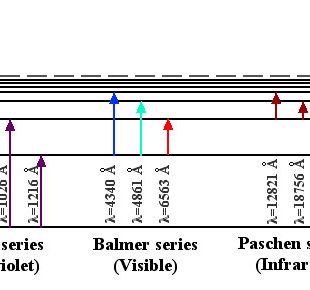 λ=1026 Å
λ=1216 Å
λ=4340 Å
λ=4861 Å
λ=6563 Å
λ=12821 Å
λ=18756 Å
series
iolet)
Balmer series
(Visible)
Paschen s
(Infrar